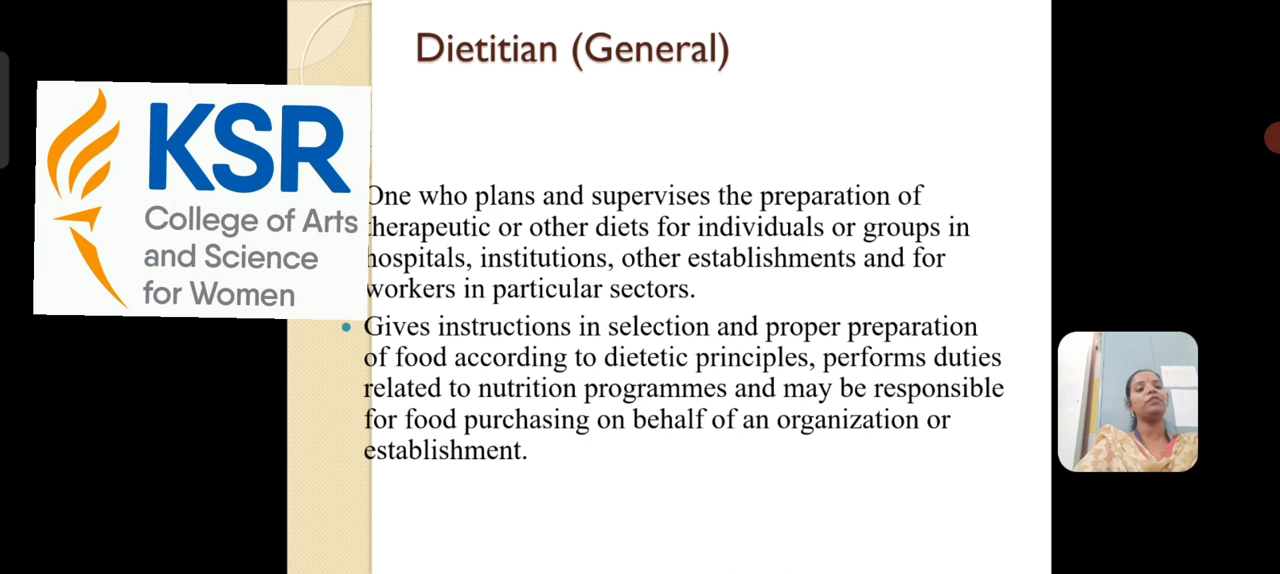 Dietitian (General)
KSR
College of Arts
and Science
for Women
One who plans and supervises the preparation of
therapeutic or other diets for individuals or groups in
hospitals, institutions, other establishments and for
workers in particular sectors.
Gives instructions in selection and proper preparation
of food according to dietetic principles, performs duties
related to nutrition programmes and may be responsible
for food purchasing on behalf of an organization or
establishment.